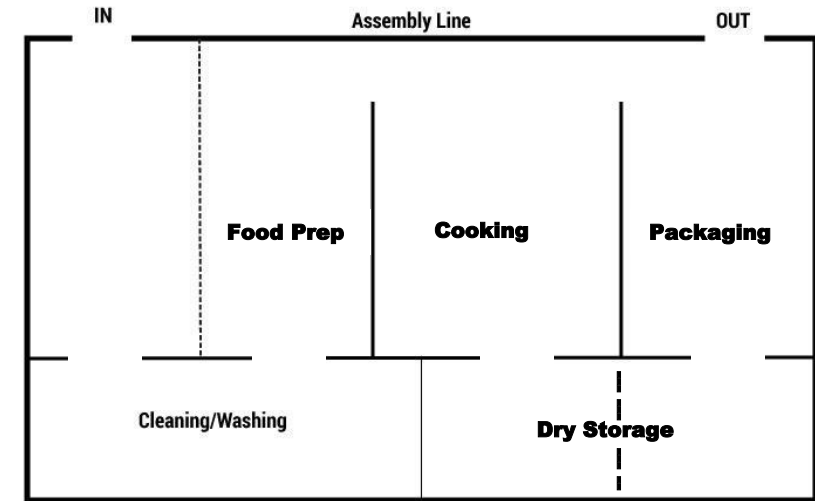 IN
Assembly Line
OUT
Food Prep
Cooking
Packaging
Cleaning/Washing
Dry Storage